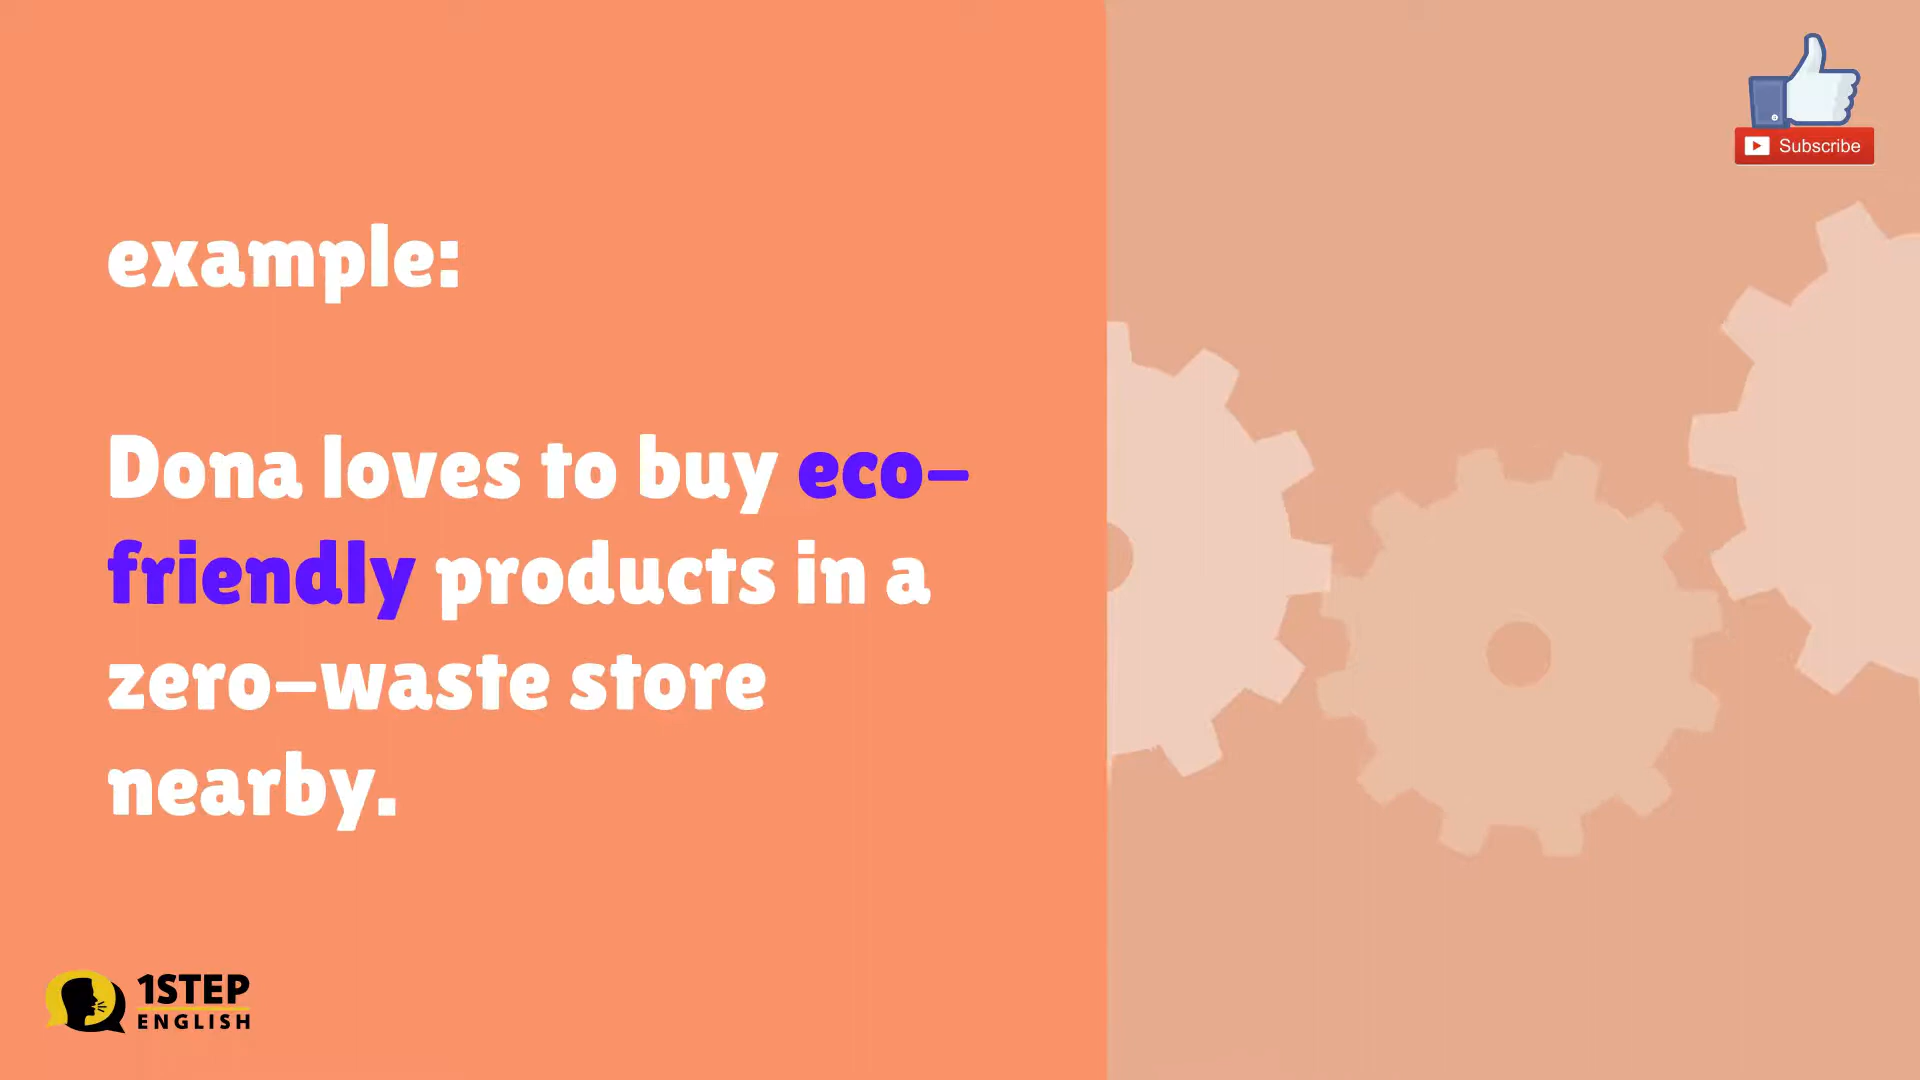 Subscribe
example:
Dona loves to buy eco-
friendly products in a
zero-waste store
nearby.
1STEP
ENGLISH